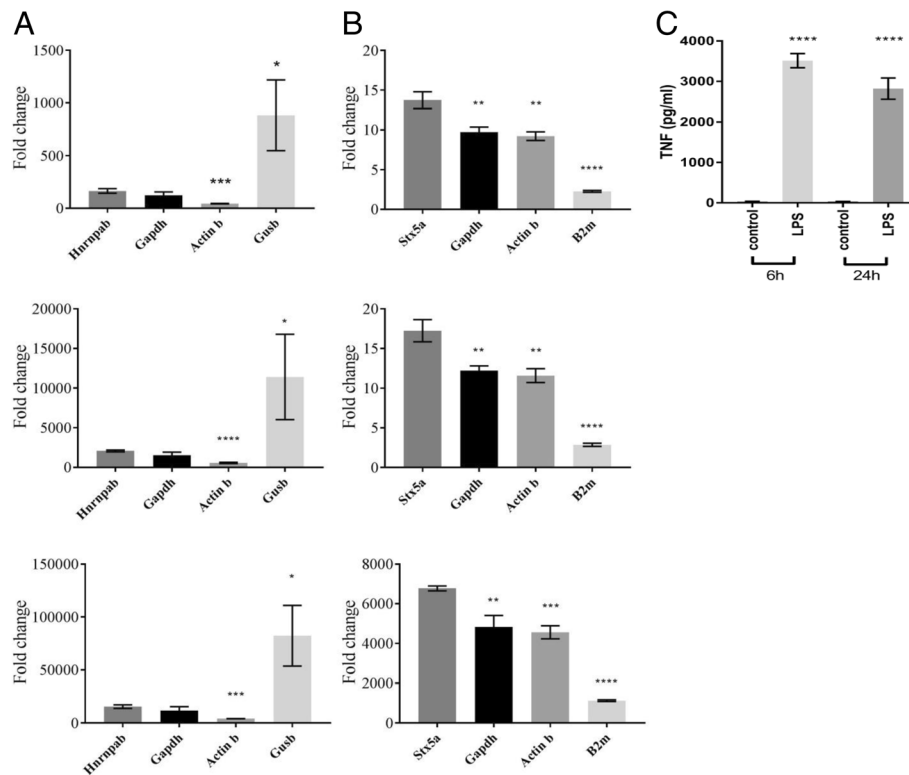 A
B
C
Fold change
1500
1000
500
0
*
***
Hnrnpab
Gapdh
Actin b
Gusb
Fold change
20
15
10
5
0
**
**
****
Stx5a
Gapdh
Actin b
B2m
TNF (pg/ml)
4000
3000
2000
1000
0
****
****
control
LPS
control
LPS
6h
24h
Fold change
20000
15000
10000
5000
0
*
****
Hnrnpab
Gapdh
Actin b
Gusb
Fold change
20
15
10
5
0
**
**
****
Stx5a
Gapdh
Actin b
B2m
Fold change
150000
100000
50000
0
*
***
Hnrnpab
Gapdh
Actin b
Gusb
Fold change
8000
6000
4000
2000
0
**
***
****
Stx5a
Gapdh
Actin b
B2m